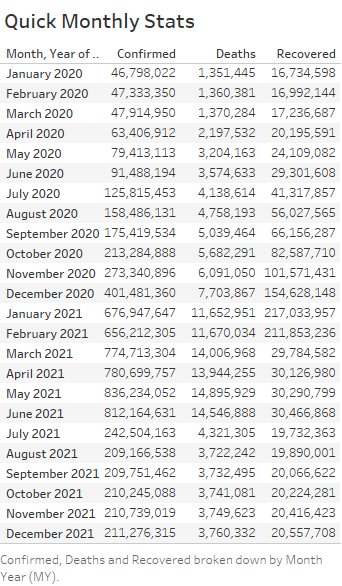 Quick Monthly Stats
Month, Year of .. Confirmed Deaths Recovered
January 2020 46,798,022 1,351,445 16,734,598
February 2020 47,333,350 1,360,381 16,992,144
March 2020 47,914,950 1,370,284 17,236,687
April 2020 63,406,912 2,197,532 20,195,591
May 2020 79,413,113 3,204,163 24,109,082
June 2020 91,488,194 3,574,633 29,301,608
July 2020 125,815,453 4,138,614 41,317,857
August 2020 158,486,131 4,758,193 56,027,565
September 2020 175,419,534 5,039,464 66,156,287
October 2020 213,284,888 5,682,291 82,587,710
November 2020 273,340,896 6,091,050 101,571,431
December 2020 401,481,360 7,703,867 154,628,148
January 2021 676,947,647 11,652,951 217,033,957
February 2021 656,212,305 11,670,034 211,853,236
March 2021 774,713,304 14,006,968 29,784,582
April 2021 780,699,757 13,944,255 30,126,980
May 2021 836,234,052 14,895,929 30,290,799
June 2021 812,164,631 14,546,888 30,466,868
July 2021 242,504,163 4,321,305 19,732,363
August 2021 209,166,538 3,722,242 19,890,001
September 2021 209,751,462 3,732,495 20,066,622
October 2021 210,245,088 3,741,081 20,224,281
November 2021 210,739,019 3,749,623 20,416,423
December 2021 211,276,315 3,760,332 20,557,708
Confirmed, Deaths and Recovered broken down by Month
Year (MY).